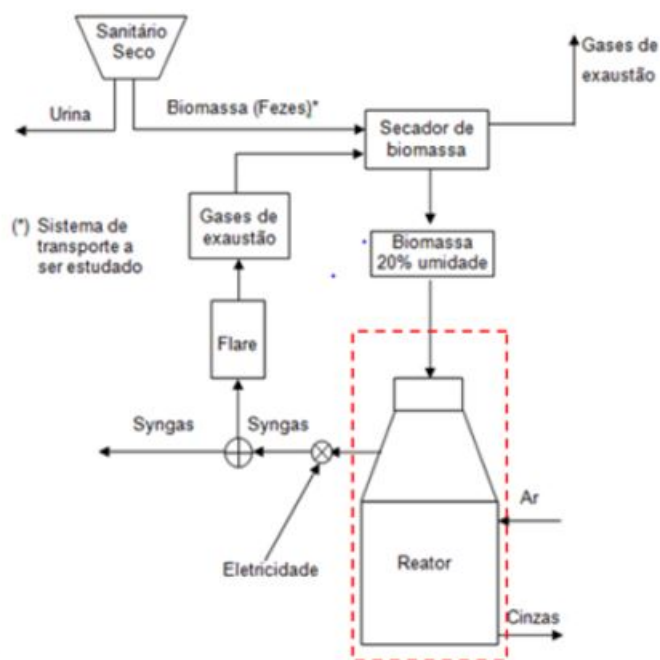 Sanitário
Seco
Gases de
exaustão
Urina
Biomassa (Fezes)*
Secador de
biomassa
(*) Sistema de
transporte a
ser estudado
Gases de
exaustão
Biomassa
20% umidade
Flare
Syngas
Syngas
Ar
Eletricidade
Reator
Cinzas